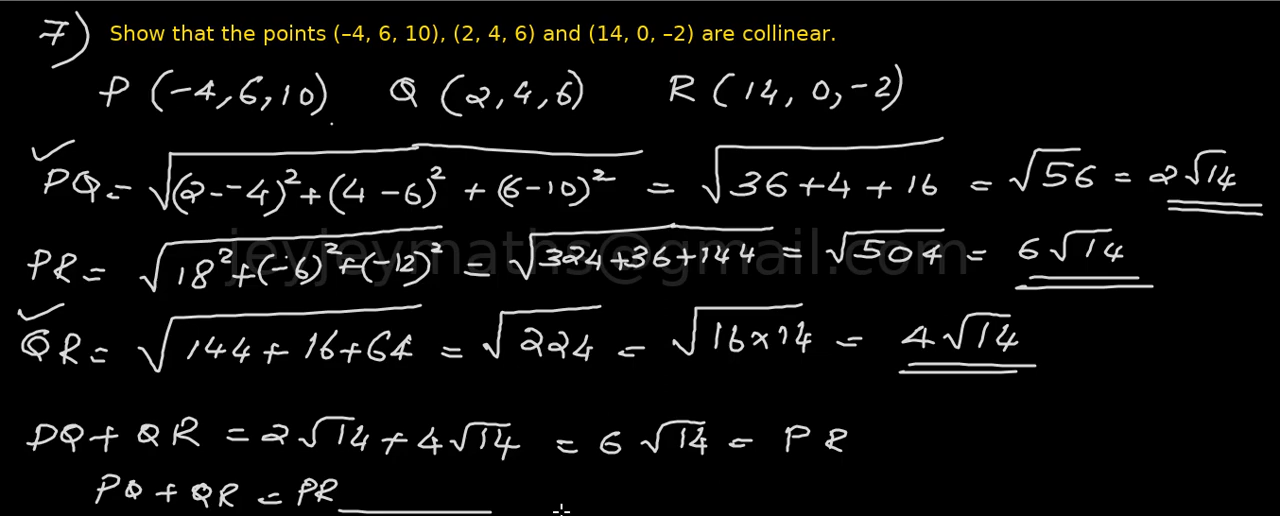 7) Show that the points (–4, 6, 10), (2, 4, 6) and (14, 0, –2) are collinear.
P (-4,6,10) Q (2,4,6) R (14, 0,-2)
✓PQ = √(2--4)²+(4-6)²+(6-10)² = √36+4+16 = √56 = 2√14
jeyjeymaths@gmail.com
PR = √18²+(-6)²+(-12)² = √324+36+144 = √504 = 6√14
✓QR = √144+16+64 = √224 = √16×14 = 4√14
PQ + QR = 2√14 + 4√14 = 6√14 = PR
PQ + QR = PR